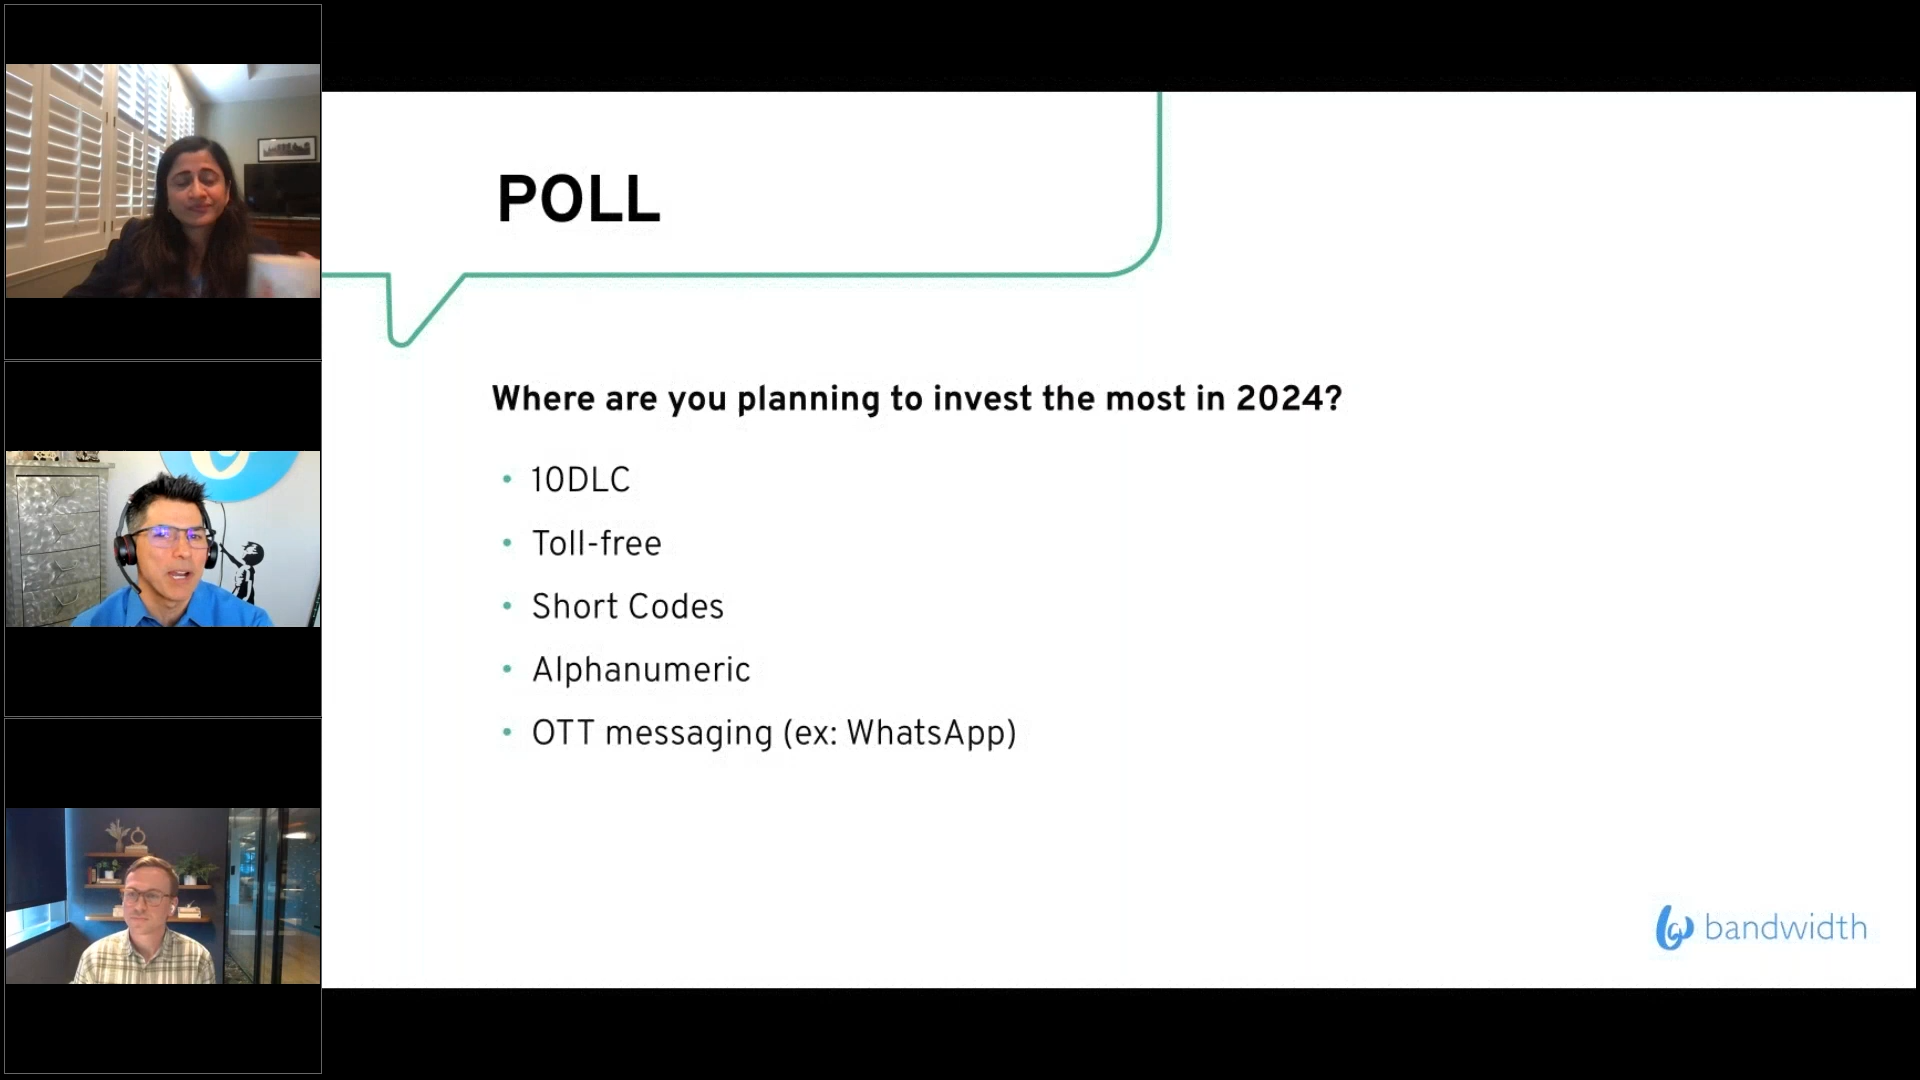 POLL
Where are you planning to invest the most in 2024?
• 10DLC
• Toll-free
• Short Codes
• Alphanumeric
• OTT messaging (ex: WhatsApp)
bandwidth